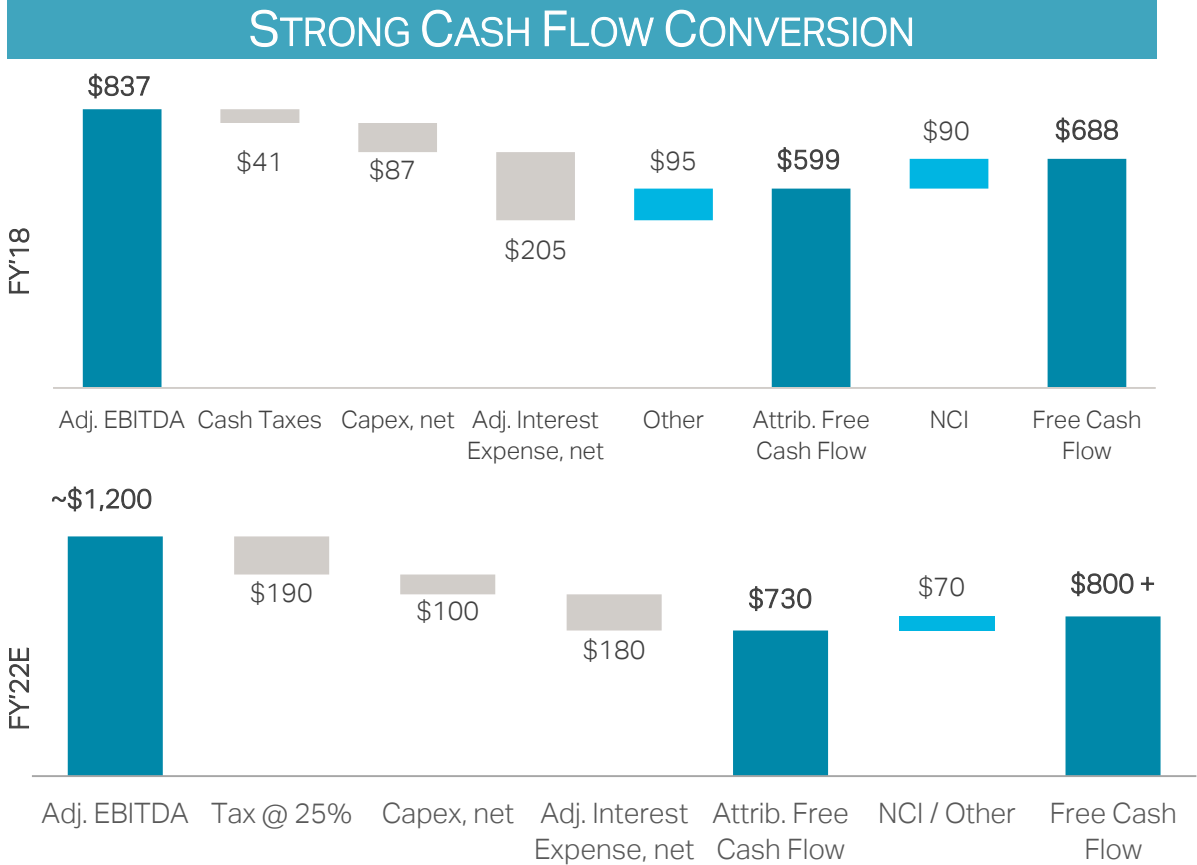 STRONG CASH FLOW CONVERSION
$837
$41
$87
$205
$95
$599
$90
$688
FY'18
Adj. EBITDA
Cash Taxes
Capex, net
Adj. Interest
Expense, net
Other
Attrib. Free
Cash Flow
NCI
Free Cash
Flow
~$1,200
$190
$100
$180
$730
$70
$800 +
FY'22E
Adj. EBITDA
Tax @ 25%
Capex, net
Adj. Interest
Expense, net
Attrib. Free
Cash Flow
NCI / Other
Free Cash
Flow